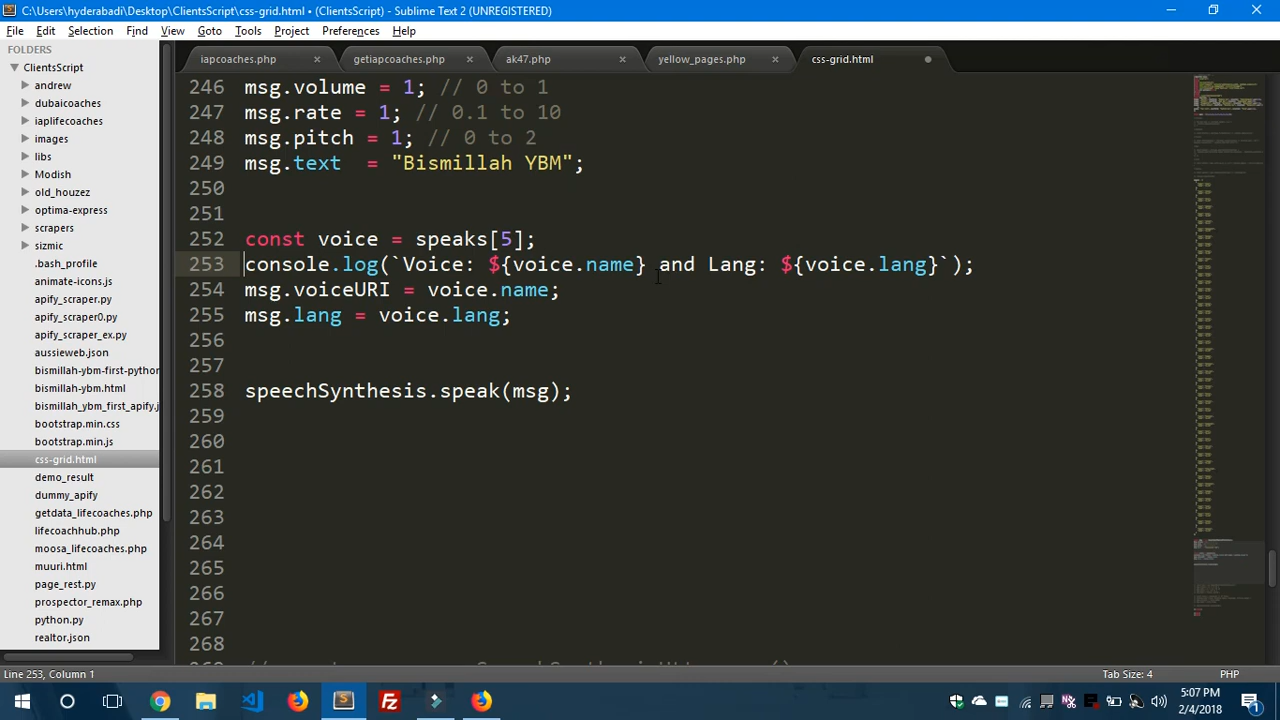 C:\Users\hyderabadi\Desktop\ClientsScript\css-grid.html • (ClientsScript) - Sublime Text 2 (UNREGISTERED)
File Edit Selection Find View Goto Tools Project Preferences Help
FOLDERS
ClientsScript
andrew
dubaicoaches
iaplifecoaches
images
libs
Modish
old_houzez
optima-express
scrapers
sizmic
.bash_profile
animate-icons.js
apify_scraper.py
apify_scraper0.py
apify_scraper_ex.py
aussieweb.json
bismillah-ybm-first-python
bismillah-ybm.html
bismillah_ybm_first_apify.j
bootstrap.min.css
bootstrap.min.js
css-grid.html
demo_result
dummy_apify
getdata_lifecoaches.php
lifecoachhub.php
moosa_lifecoaches.php
muuri.html
page_rest.py
prospector_remax.php
python.py
realtor.json
iapcoaches.php × getiapcoaches.php × ak47.php × yellow_pages.php × css-grid.html
246 msg.volume = 1; // 0 to 1
247 msg.rate = 1; // 0.1 to 10
248 msg.pitch = 1; // 0 to 2
249 msg.text = "Bismillah YBM";
250
251
252 const voice = speaks[5];
253 console.log(`Voice: ${voice.name} and Lang: ${voice.lang}`);
254 msg.voiceURI = voice.name;
255 msg.lang = voice.lang;
256
257
258 speechSynthesis.speak(msg);
259
260
261
262
263
264
265
266
267
268
Line 253, Column 1 Tab Size: 4 PHP
5:07 PM
2/4/2018